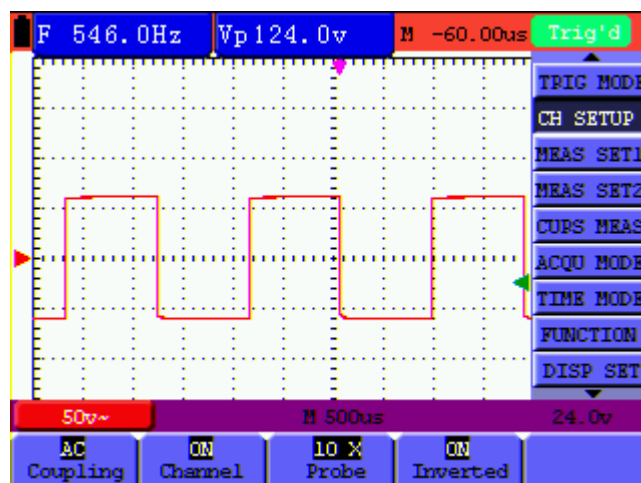 F 546.0Hz Vp124.0v M -60.00us Trig'd
TRIG MODE
CH SETUP
MEAS SET1
MEAS SET2
CURS MEAS
ACQU MODE
TIME MODE
FUNCTION
DISP SET
50v~ M 500us 24.0v
AC ON 10 X ON
Coupling Channel Probe Inverted